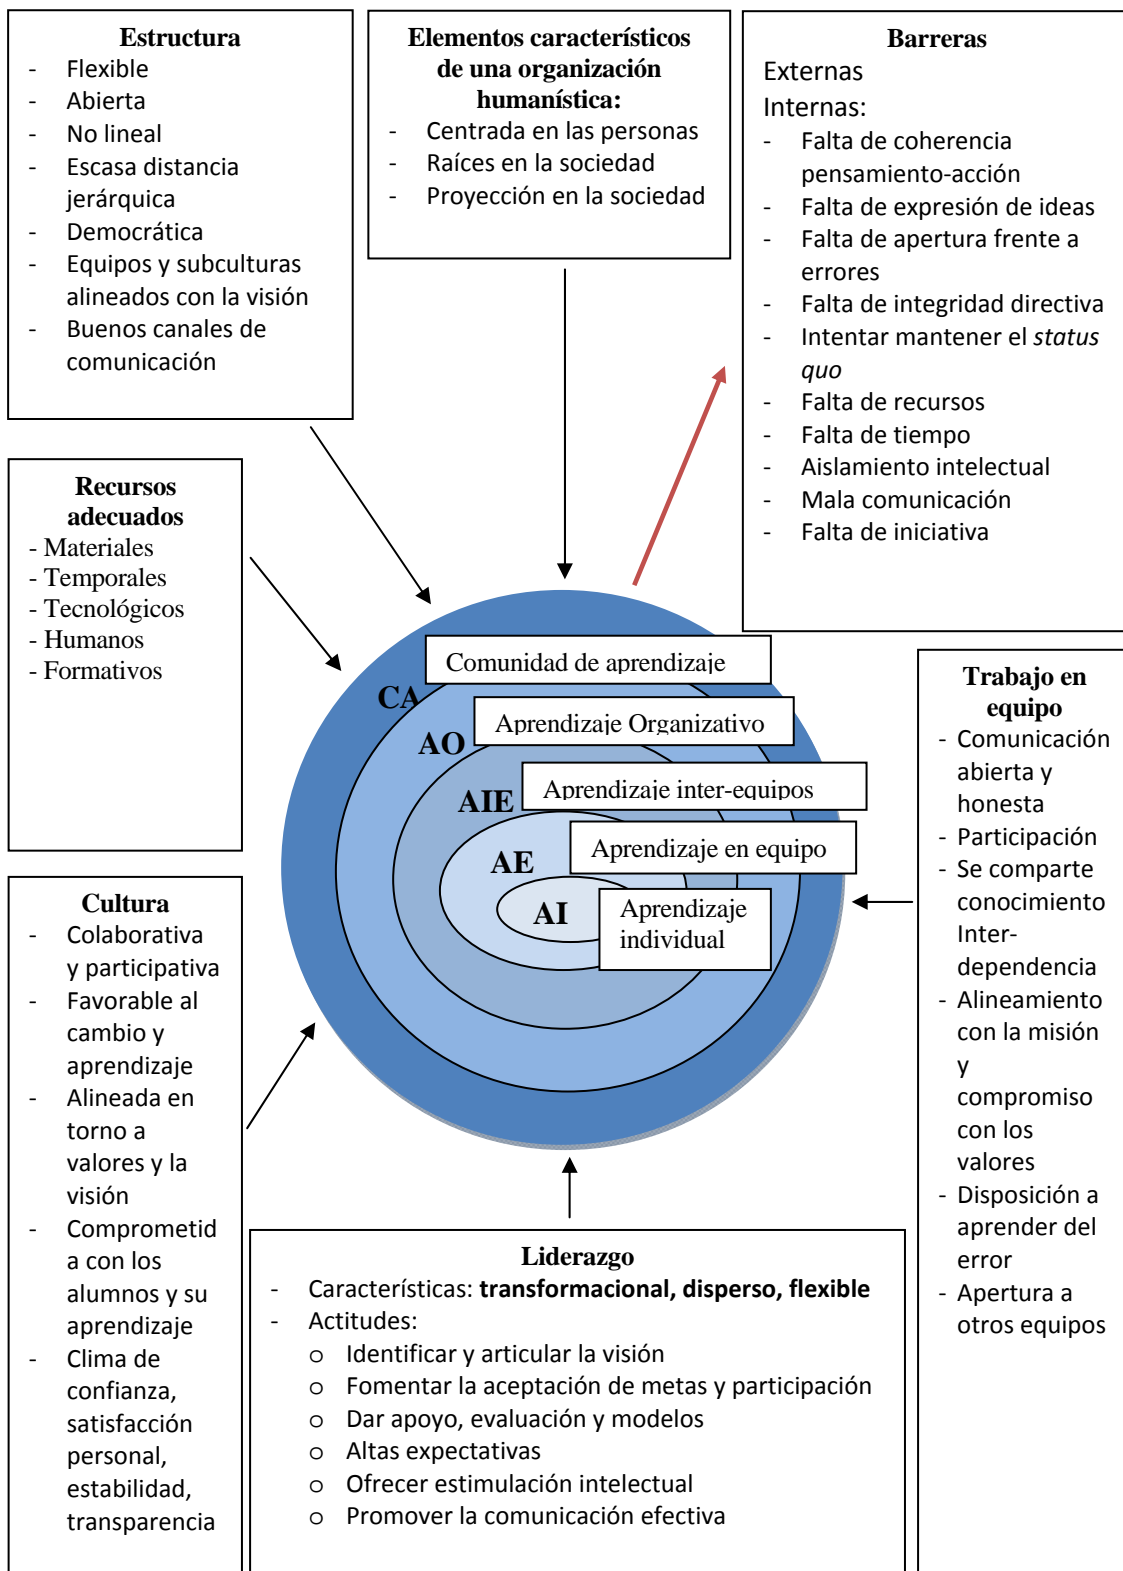 Estructura
- Flexible
- Abierta
- No lineal
- Escasa distancia
jerárquica
- Democrática
- Equipos y subculturas
alineados con la visión
- Buenos canales de
comunicación
Elementos característicos
de una organización
humanística:
- Centrada en las personas
- Raíces en la sociedad
- Proyección en la sociedad
Barreras
Externas
Internas:
- Falta de coherencia
pensamiento-acción
- Falta de expresión de ideas
- Falta de apertura frente a
errores
- Falta de integridad directiva
- Intentar mantener el status
quo
- Falta de recursos
- Falta de tiempo
- Aislamiento intelectual
- Mala comunicación
- Falta de iniciativa
Recursos
adecuados
- Materiales
- Temporales
- Tecnológicos
- Humanos
- Formativos
Comunidad de aprendizaje
CA
Aprendizaje Organizativo
AO
Aprendizaje inter-equipos
AIE
Aprendizaje en equipo
AE
Aprendizaje
individual
AI
Trabajo en
equipo
- Comunicación
abierta y
honesta
- Participación
- Se comparte
conocimiento
Inter-
dependencia
- Alineamiento
con la misión
y
compromiso
con los
valores
- Disposición a
aprender del
error
- Apertura a
otros equipos
Cultura
- Colaborativa
y participativa
- Favorable al
cambio y
aprendizaje
- Alineada en
torno a
valores y la
visión
- Comprometid
a con los
alumnos y su
aprendizaje
- Clima de
confianza,
satisfacción
personal,
estabilidad,
transparencia
Liderazgo
- Características: transformacional, disperso, flexible
- Actitudes:
o Identificar y articular la visión
o Fomentar la aceptación de metas y participación
o Dar apoyo, evaluación y modelos
o Altas expectativas
o Ofrecer estimulación intelectual
o Promover la comunicación efectiva